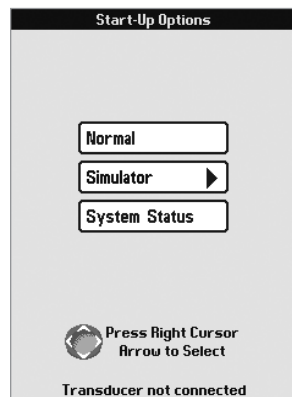 Start-Up Options
Normal
Simulator
System Status
Press Right Cursor
Arrow to Select
Transducer not connected